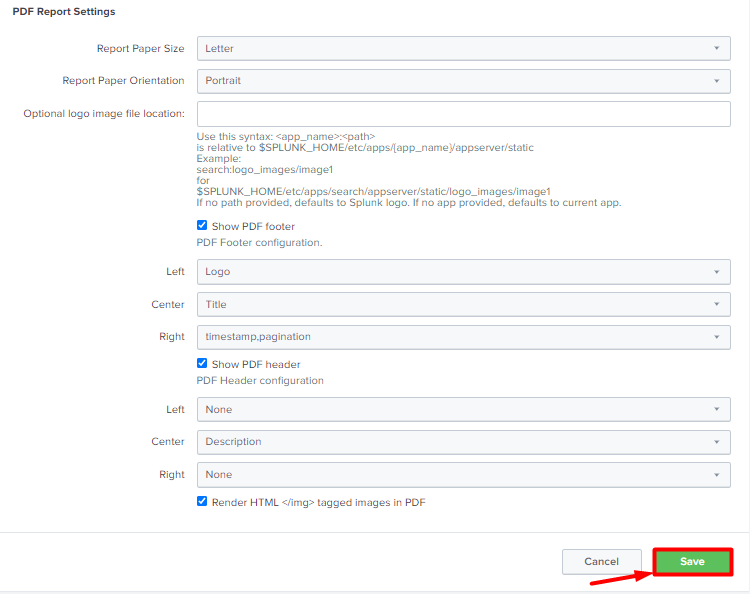 PDF Report Settings
Report Paper Size Letter
Report Paper Orientation Portrait
Optional logo image file location:
Use this syntax: <app_name>:<path>
is relative to $SPLUNK_HOME/etc/apps/{app_name}/appserver/static
Example:
search:logo_images/image1
for
$SPLUNK_HOME/etc/apps/search/appserver/static/logo_images/image1
If no path provided, defaults to Splunk logo. If no app provided, defaults to current app.
Show PDF footer
PDF Footer configuration.
Left Logo
Center Title
Right timestamp,pagination
Show PDF header
PDF Header configuration
Left None
Center Description
Right None
Render HTML </img> tagged images in PDF
Cancel Save